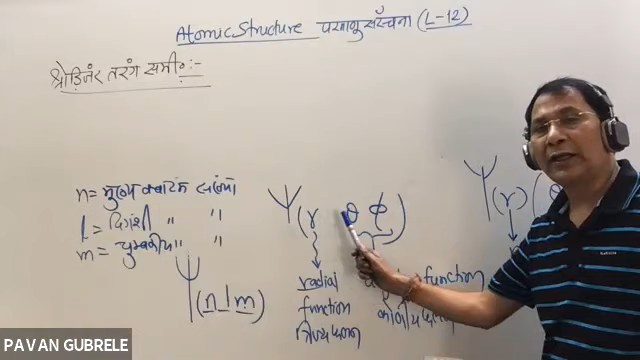 Atomic Structure परमाणु संरचना (L-12)
श्रोडिंजर तरंग समी॰:-
n = मुख्य क्वांटम संख्या
l = दिगंशी " "
m = चुम्बकीय " "
Ψ(n l m)
Ψ(r θ ϕ)
radial
function
त्रिज्य फलन
function
कोणीय फलन
Ψ(r)(
PAVAN GUBRELE